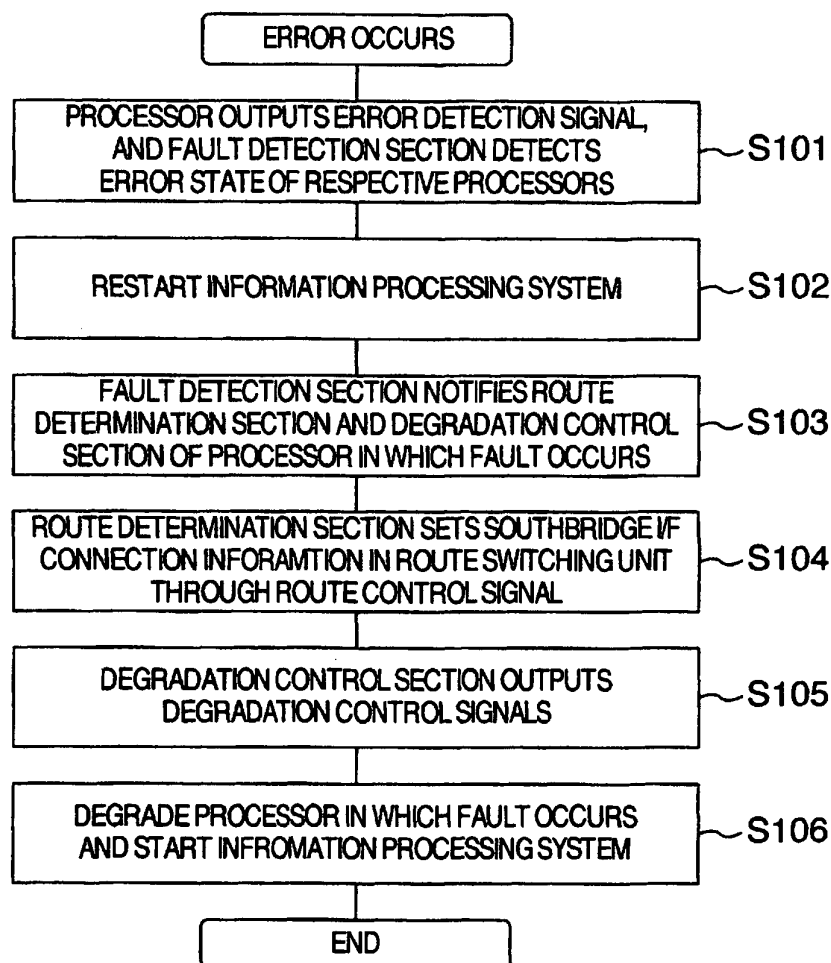 ERROR OCCURS
PROCESSOR OUTPUTS ERROR DETECTION SIGNAL,
AND FAULT DETECTION SECTION DETECTS
ERROR STATE OF RESPECTIVE PROCESSORS
S101
RESTART INFORMATION PROCESSING SYSTEM
S102
FAULT DETECTION SECTION NOTIFIES ROUTE
DETERMINATION SECTION AND DEGRADATION CONTROL
SECTION OF PROCESSOR IN WHICH FAULT OCCURS
S103
ROUTE DETERMINATION SECTION SETS SOUTHBRIDGE I/F
CONNECTION INFORAMTION IN ROUTE SWITCHING UNIT
THROUGH ROUTE CONTROL SIGNAL
S104
DEGRADATION CONTROL SECTION OUTPUTS
DEGRADATION CONTROL SIGNALS
S105
DEGRADE PROCESSOR IN WHICH FAULT OCCURS
AND START INFROMATION PROCESSING SYSTEM
S106
END